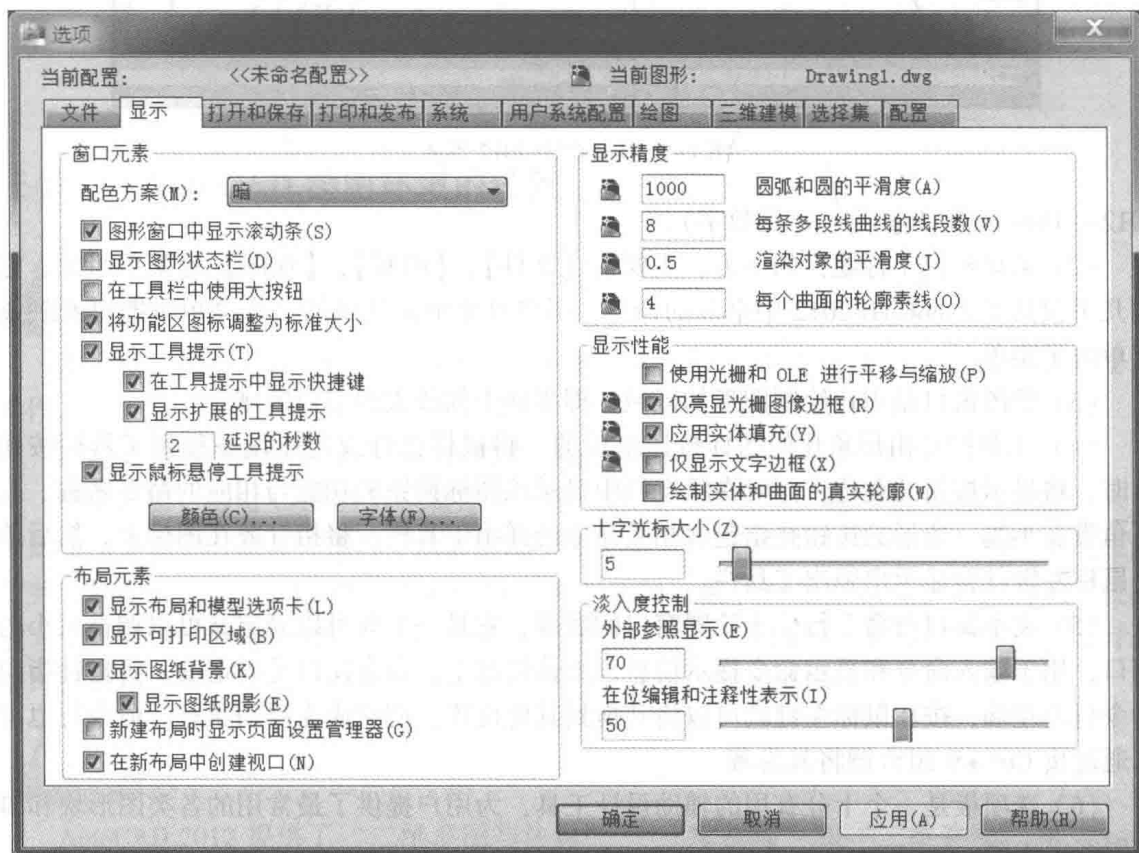 选项
当前配置: <<未命名配置>> 当前图形: Drawing1.dwg
文件 显示 打开和保存 打印和发布 系统 用户系统配置 绘图 三维建模 选择集 配置
窗口元素
配色方案(M): 暗
图形窗口中显示滚动条(S)
显示图形状态栏(D)
在工具栏中使用大按钮
将功能区图标调整为标准大小
显示工具提示(T)
在工具提示中显示快捷键
显示扩展的工具提示
2 延迟的秒数
显示鼠标悬停工具提示
颜色(C)... 字体(F)...
布局元素
显示布局和模型选项卡(L)
显示可打印区域(B)
显示图纸背景(K)
显示图纸阴影(E)
新建布局时显示页面设置管理器(G)
在新布局中创建视口(N)
显示精度
1000 圆弧和圆的平滑度(A)
8 每条多段线曲线的线段数(V)
0.5 渲染对象的平滑度(J)
4 每个曲面的轮廓素线(O)
显示性能
使用光栅和 OLE 进行平移与缩放(P)
仅亮显光栅图像边框(R)
应用实体填充(Y)
仅显示文字边框(X)
绘制实体和曲面的真实轮廓(W)
十字光标大小(Z)
5
淡入度控制
外部参照显示(E)
70
在位编辑和注释性表示(I)
50
确定 取消 应用(A) 帮助(H)